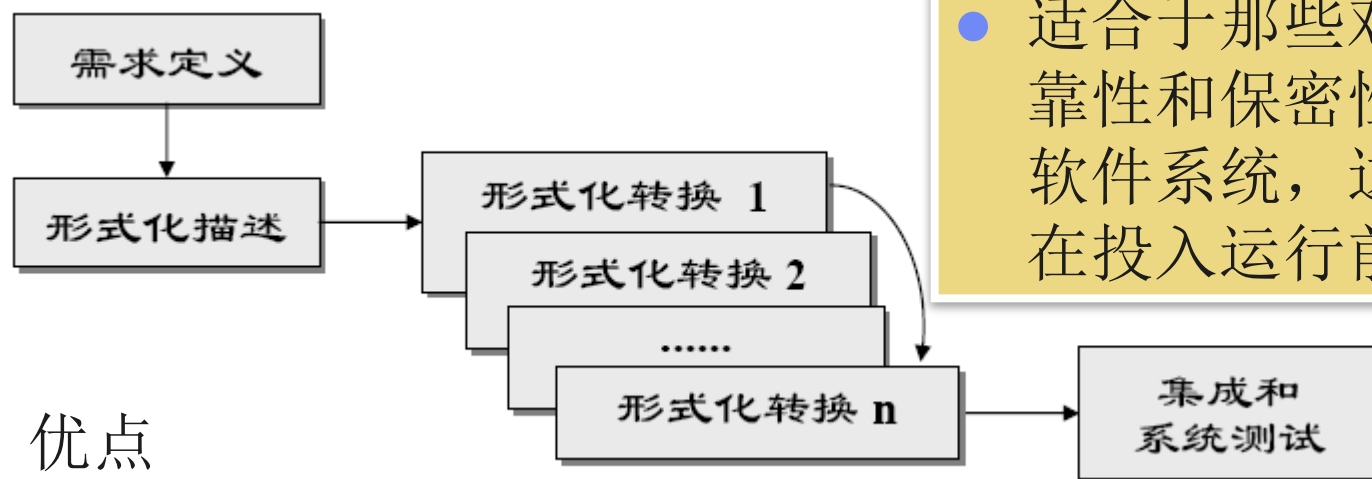 需求定义
形式化描述
形式化转换 1
形式化转换 2
......
形式化转换 n
集成和
系统测试
适合于那些
靠性和保密性
软件系统，
在投入运行前
优点